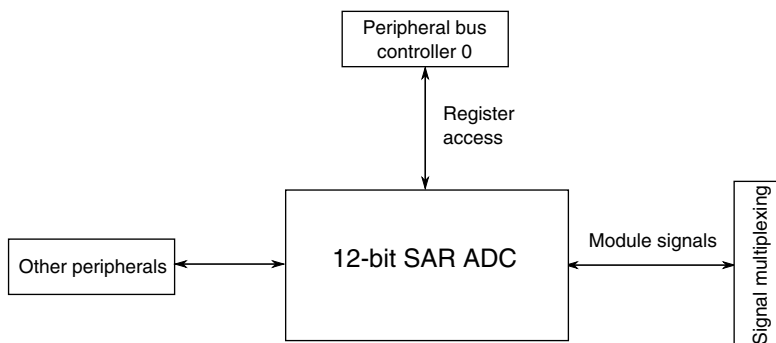 Peripheral bus
controller 0
Register
access
Other peripherals
12-bit SAR ADC
Module signals
Signal multiplexing